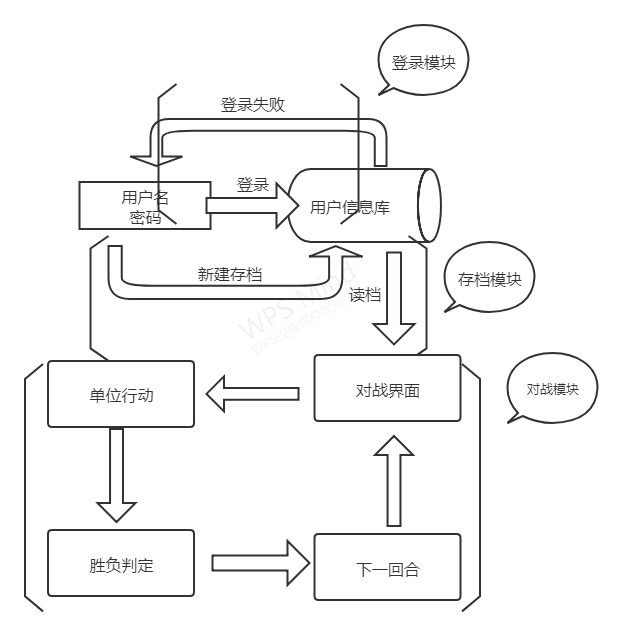 登录模块
登录失败
用户名
密码
登录
用户信息库
新建存档
读档
存档模块
WPS Mind
单位行动
对战界面
对战模块
胜负判定
下一回合